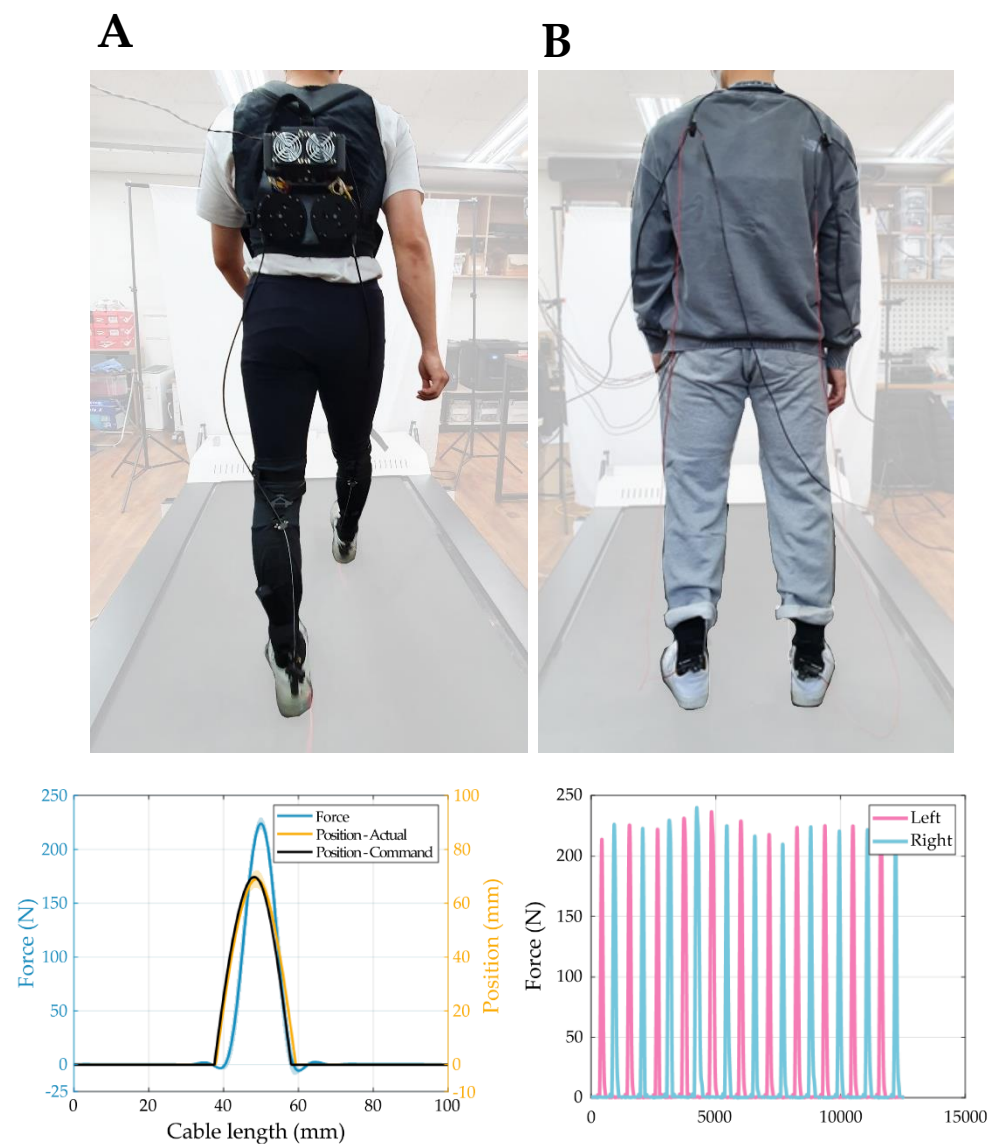 A
B
250
200
150
100
50
0
-25
Force (N)
Force
Position - Actual
Position - Command
100
80
60
40
20
0
-10
Position (mm)
0 20 40 60 80 100
Cable length (mm)
250
200
150
100
50
0
Force (N)
Left
Right
0 5000 10000 15000